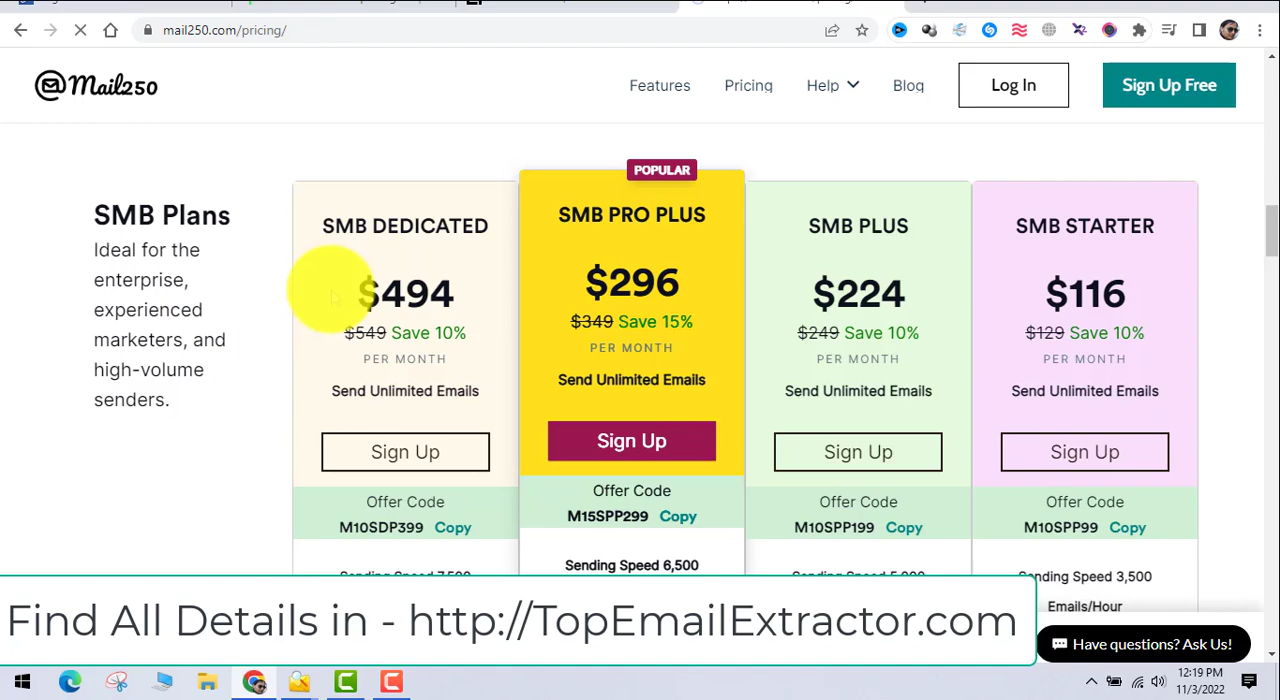 mail250.com/pricing/
@Mail250
Features
Pricing
Help
Blog
Log In
Sign Up Free
SMB Plans
Ideal for the
enterprise,
experienced
marketers, and
high-volume
senders.
SMB DEDICATED
$494
$549 Save 10%
PER MONTH
Send Unlimited Emails
Sign Up
Offer Code
M10SDP399 Copy
POPULAR
SMB PRO PLUS
$296
$349 Save 15%
PER MONTH
Send Unlimited Emails
Sign Up
Offer Code
M15SPP299 Copy
Sending Speed 6,500
SMB PLUS
$224
$249 Save 10%
PER MONTH
Send Unlimited Emails
Sign Up
Offer Code
M10SPP199 Copy
Sending Speed 5,000
SMB STARTER
$116
$129 Save 10%
PER MONTH
Send Unlimited Emails
Sign Up
Offer Code
M10SPP99 Copy
Sending Speed 3,500
Emails/Hour
Find All Details in - http://TopEmailExtractor.com
Have questions? Ask Us!
12:19 PM
11/3/2022